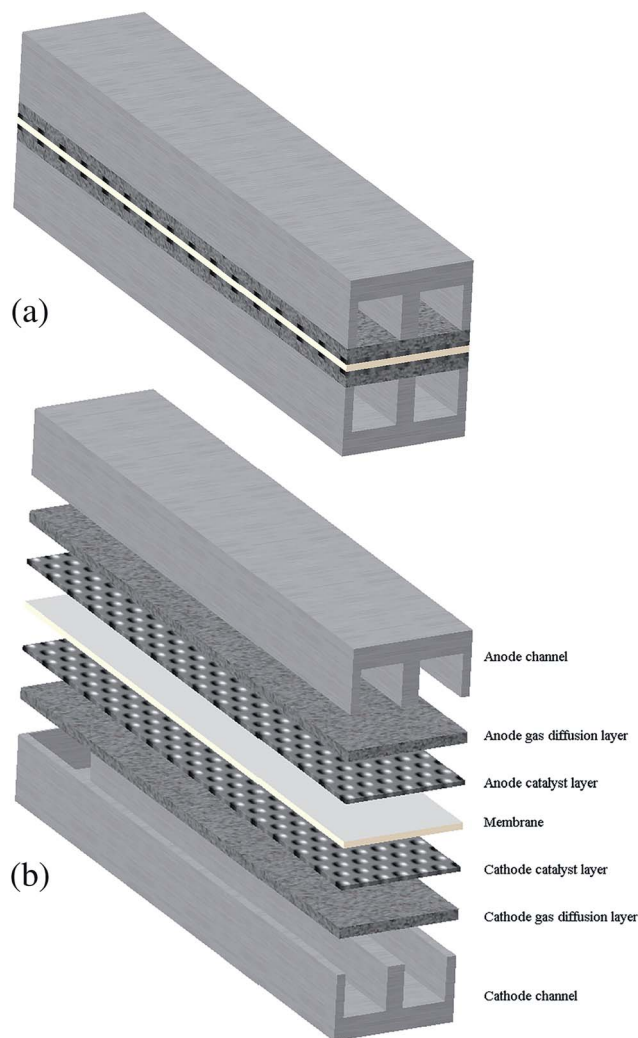 (a)
Anode channel
Anode gas diffusion layer
Anode catalyst layer
Membrane
(b)
Cathode catalyst layer
Cathode gas diffusion layer
Cathode channel